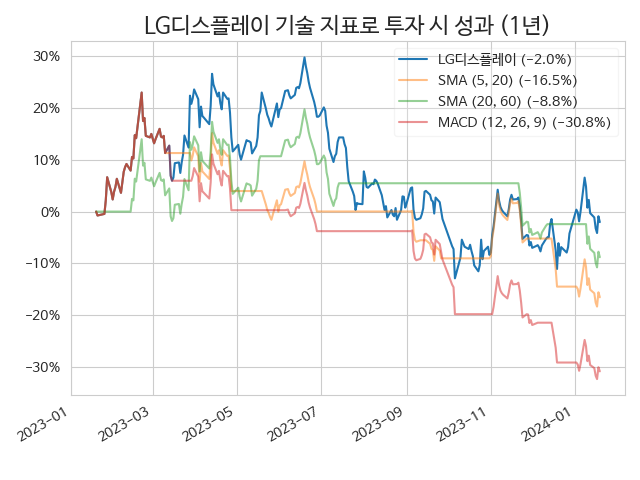 LG디스플레이 기술 지표로 투자 시 성과 (1년)
LG디스플레이 (−2.0%)
SMA (5, 20) (−16.5%)
SMA (20, 60) (−8.8%)
MACD (12, 26, 9) (−30.8%)
30%
20%
10%
0%
−10%
−20%
−30%
2023-01
2023-03
2023-05
2023-07
2023-09
2023-11
2024-01